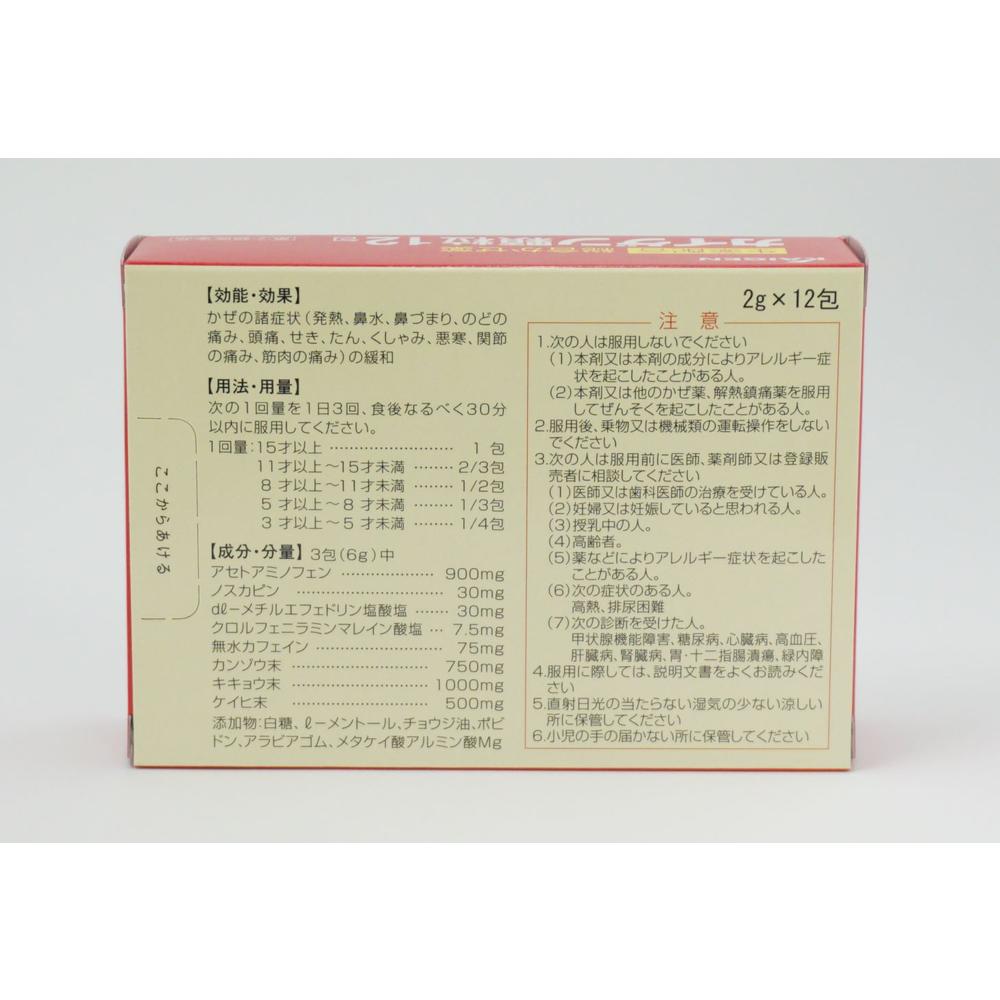 KAIGEN
カイゲン顆粒 12包
総合かぜ薬
2g×12包
【効能・効果】
かぜの諸症状(発熱、鼻水、鼻づまり、のどの
痛み、頭痛、せき、たん、くしゃみ、悪寒、関節
の痛み、筋肉の痛み)の緩和
【用法・用量】
次の1回量を1日3回、食後なるべく30分
以内に服用してください。
1回量:15才以上 …………………… 1 包
11才以上~15才未満 ……… 2/3包
8 才以上~11才未満 ……… 1/2包
5 才以上~8 才未満 ……… 1/3包
3 才以上~5 才未満 ……… 1/4包
【成分・分量】 3包(6g)中
アセトアミノフェン ……………… 900mg
ノスカピン ………………………… 30mg
dℓ−メチルエフェドリン塩酸塩 …… 30mg
クロルフェニラミンマレイン酸塩 … 7.5mg
無水カフェイン …………………… 75mg
カンゾウ末 ………………………… 750mg
キキョウ末 ………………………… 1000mg
ケイヒ末 …………………………… 500mg
添加物:白糖、ℓ−メントール、チョウジ油、ポビ
ドン、アラビアゴム、メタケイ酸アルミン酸Mg
ここからあける
注 意
1.次の人は服用しないでください
(1)本剤又は本剤の成分によりアレルギー症
状を起こしたことがある人。
(2)本剤又は他のかぜ薬、解熱鎮痛薬を服用
してぜんそくを起こしたことがある人。
2.服用後、乗物又は機械類の運転操作をしない
でください
3.次の人は服用前に医師、薬剤師又は登録販
売者に相談してください
(1)医師又は歯科医師の治療を受けている人。
(2)妊婦又は妊娠していると思われる人。
(3)授乳中の人。
(4)高齢者。
(5)薬などによりアレルギー症状を起こした
ことがある人。
(6)次の症状のある人。
高熱、排尿困難
(7)次の診断を受けた人。
甲状腺機能障害、糖尿病、心臓病、高血圧、
肝臓病、腎臓病、胃・十二指腸潰瘍、緑内障
4.服用に際しては、説明文書をよくお読みくだ
さい
5.直射日光の当たらない湿気の少ない涼しい
所に保管してください
6.小児の手の届かない所に保管してください